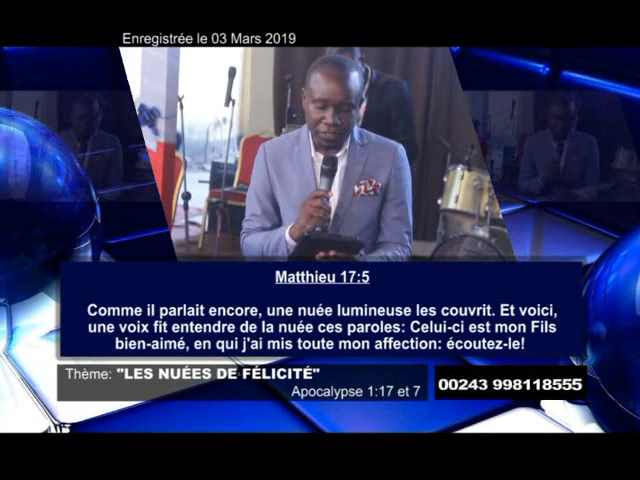 Enregistrée le 03 Mars 2019
Matthieu 17:5
Comme il parlait encore, une nuée lumineuse les couvrit. Et voici,
une voix fit entendre de la nuée ces paroles: Celui-ci est mon Fils
bien-aimé, en qui j'ai mis toute mon affection: écoutez-le!
Thème: "LES NUÉES DE FÉLICITÉ"
Apocalypse 1:17 et 7
00243 998118555